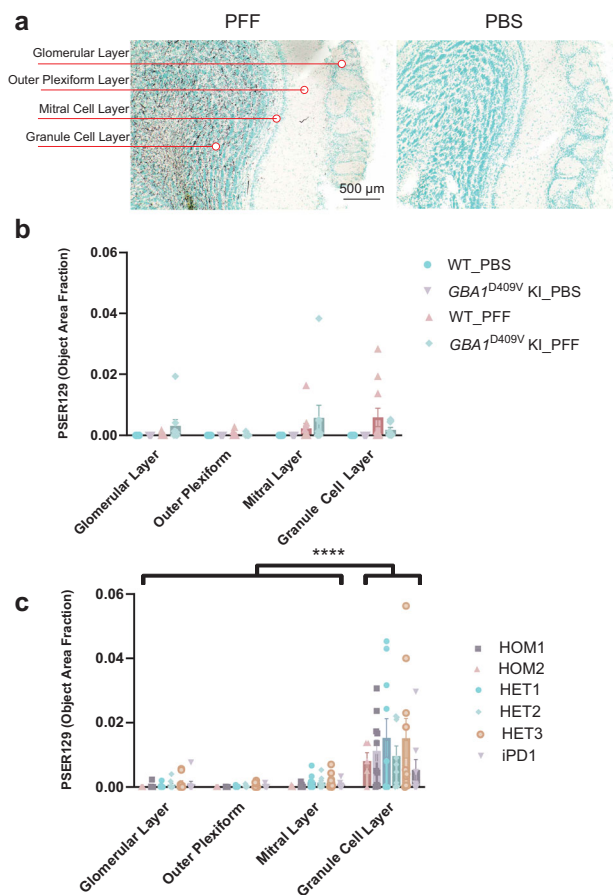 a
PFF
PBS
Glomerular Layer
Outer Plexiform Layer
Mitral Cell Layer
Granule Cell Layer
500 μm
b
PSER129 (Object Area Fraction)
0.06
0.04
0.02
0.00
Glomerular Layer
Outer Plexiform
Mitral Layer
Granule Cell Layer
WT_PBS
GBA1D409V KI_PBS
WT_PFF
GBA1D409V KI_PFF
c
****
PSER129 (Object Area Fraction)
0.06
0.04
0.02
0.00
Glomerular Layer
Outer Plexiform
Mitral Layer
Granule Cell Layer
HOM1
HOM2
HET1
HET2
HET3
iPD1